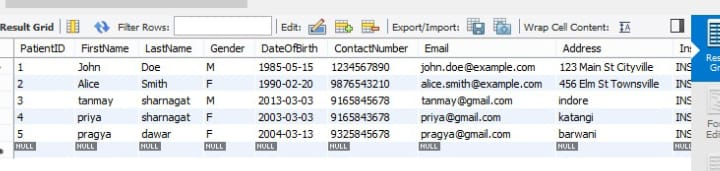 Result Grid Filter Rows: Edit: Export/Import: Wrap Cell Content: IA
PatientID FirstName LastName Gender DateOfBirth ContactNumber Email Address Ins
1 John Doe M 1985-05-15 1234567890 john.doe@example.com 123 Main St Cityville INS
2 Alice Smith F 1990-02-20 9876543210 alice.smith@example.com 456 Elm St Townsville INS
3 tanmay sharnagat M 2013-03-03 9165845678 tanmay@gmail.com indore INS
4 priya sharnagat F 2003-03-03 9165843678 priya@gmail.com katangi INS
5 pragya dawar F 2004-03-13 9325845678 pragya@gmail.com barwani INS
NULL NULL NULL NULL NULL NULL NULL NULL NULL
Resu
Gr
Fo
Edi